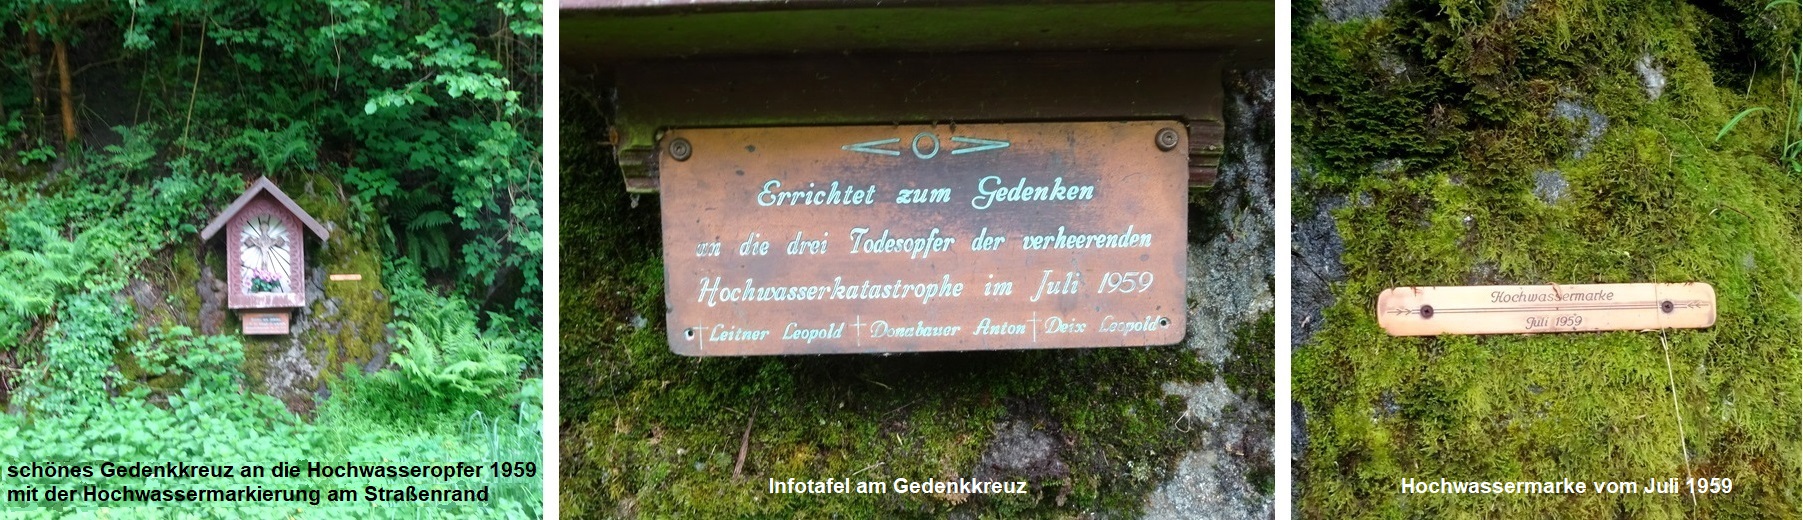 schönes Gedenkkreuz an die Hochwasseropfer 1959
mit der Hochwassermarkierung am Straßenrand
Errichtet zum Gedenken
an die drei Todesopfer der verheerenden
Hochwasserkatastrophe im Juli 1959
Leitner Leopold Donabauer Anton Deix Leopold
Infotafel am Gedenkkreuz
Hochwassermarke
Juli 1959
Hochwassermarke vom Juli 1959